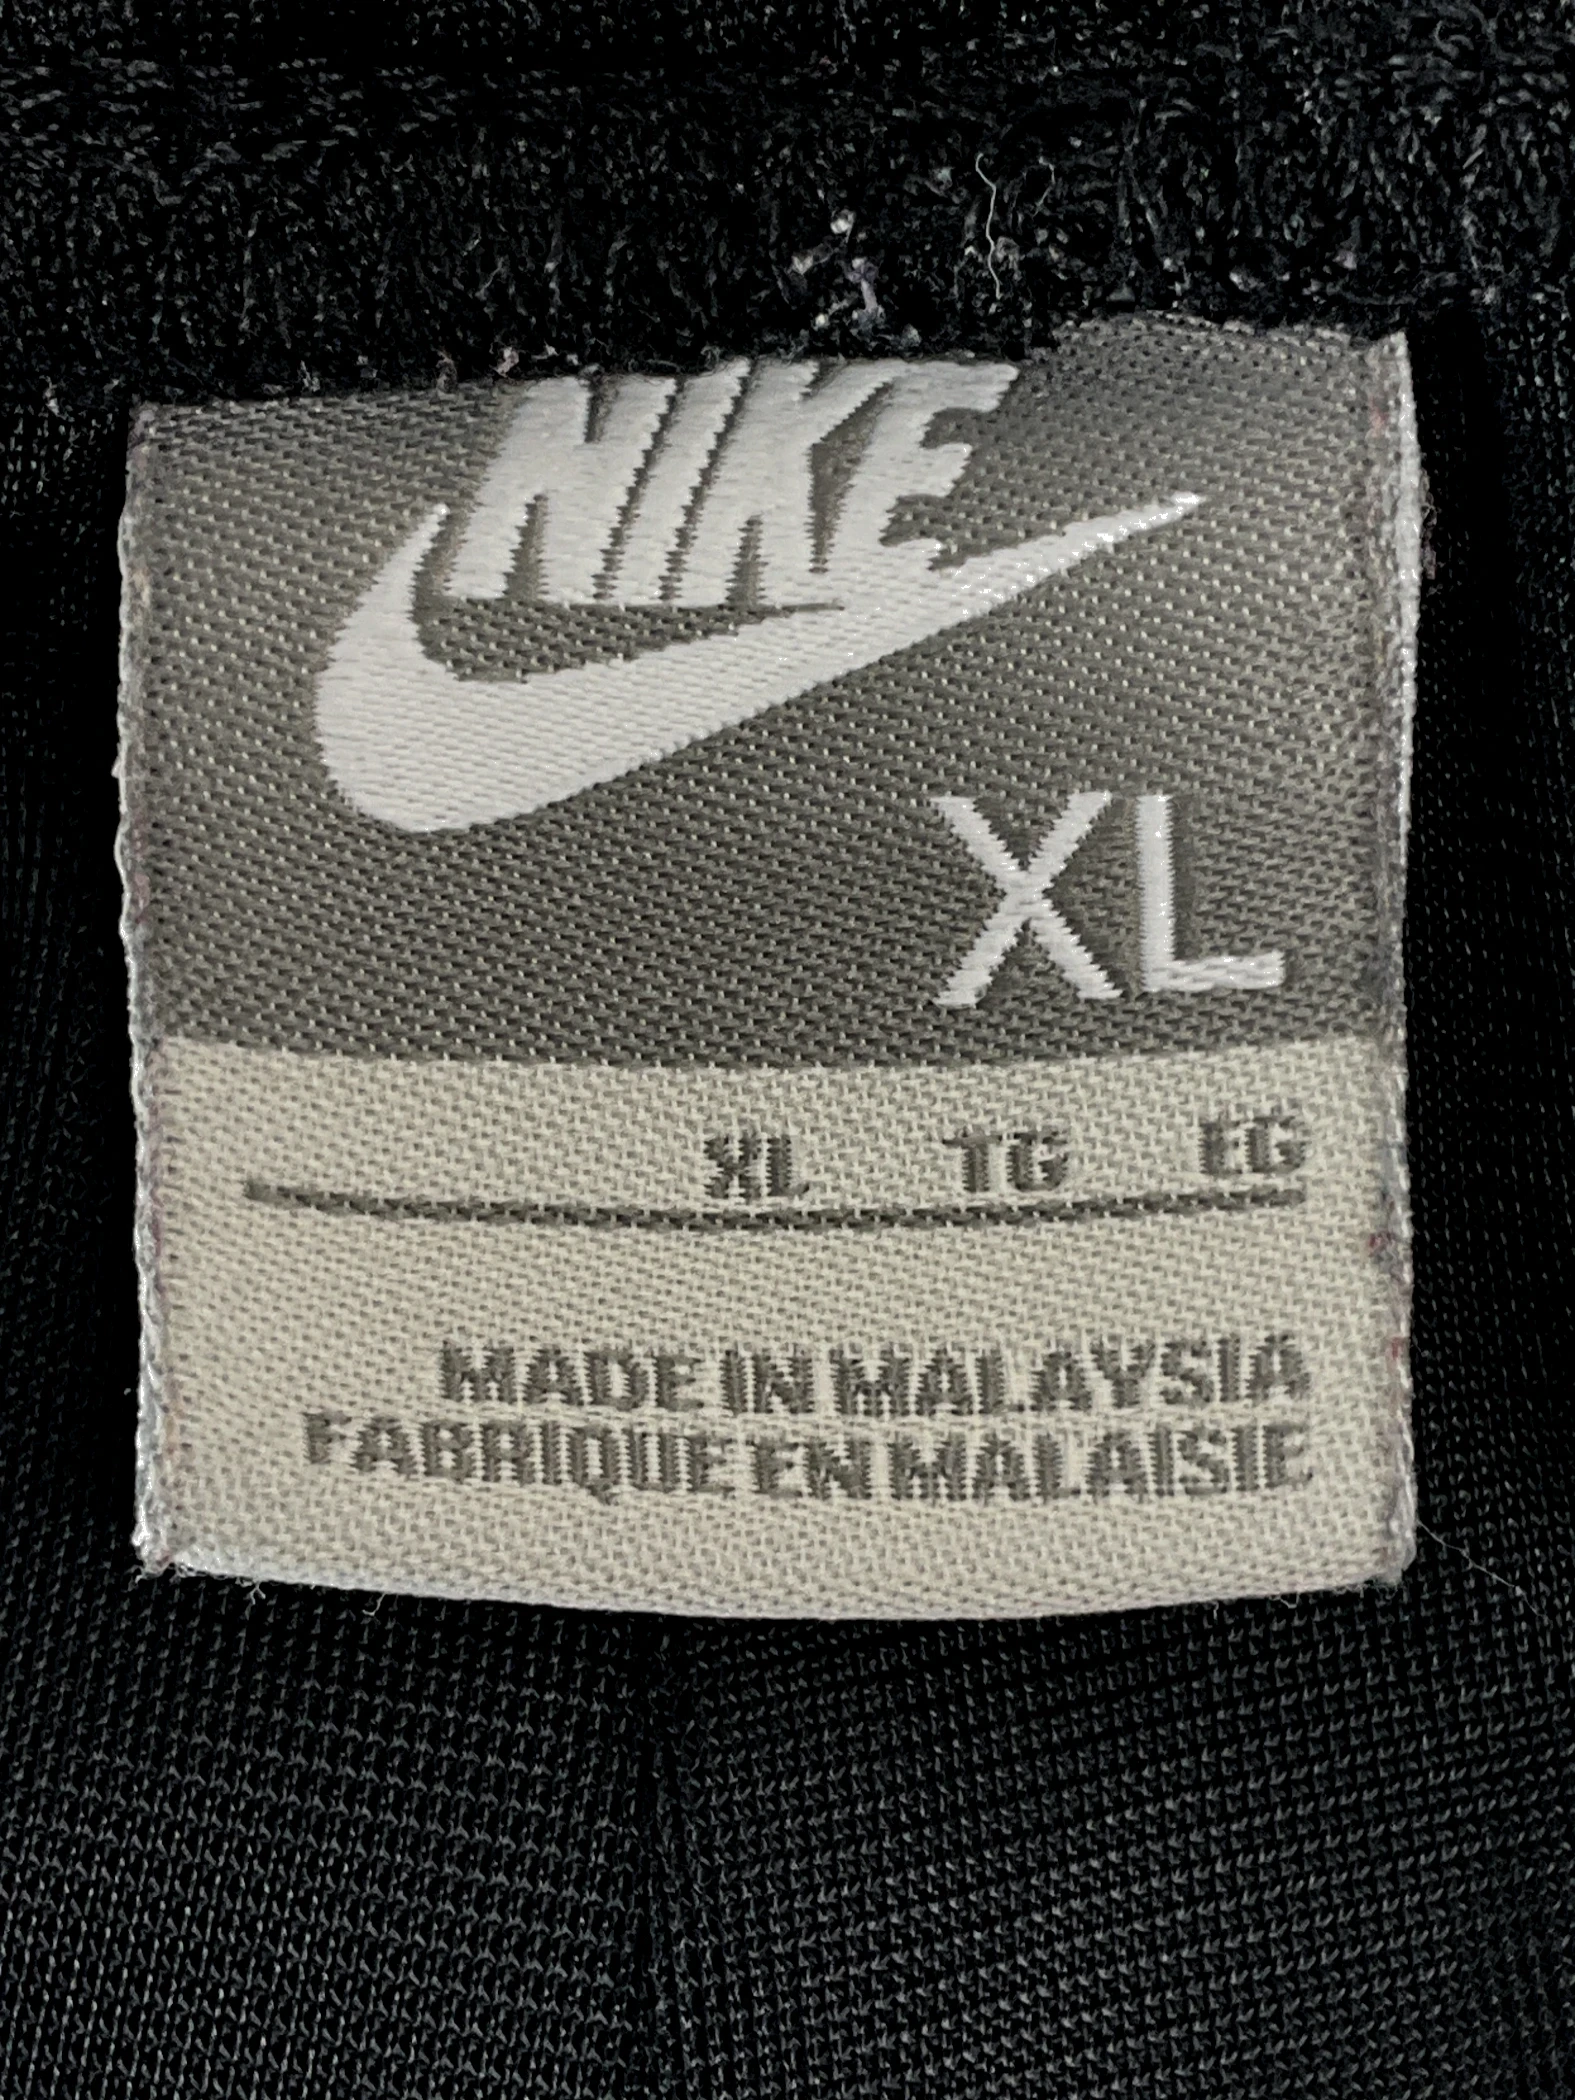 NIKE
XL
XL TG EG
MADE IN MALAYSIA
FABRIQUE EN MALAISIE